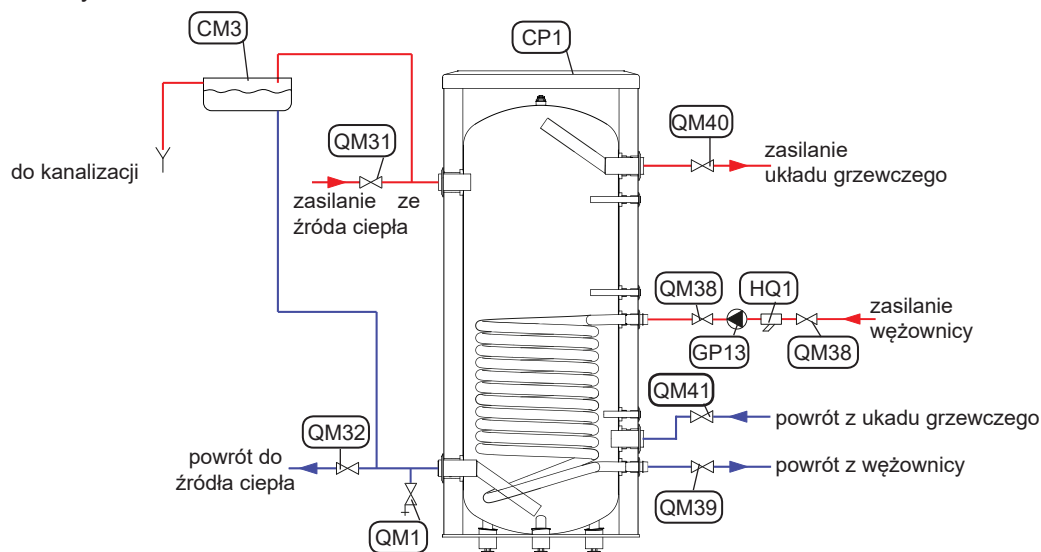 CM3
CP1
QM31
QM40
do kanalizacji
zasilanie ze
źróda ciepła
zasilanie
układu grzewczego
QM38
HQ1
zasilanie
wężownicy
GP13
QM38
QM41
powrót z ukadu grzewczego
QM32
powrót do
źródła ciepła
powrót z wężownicy
QM39
QM1